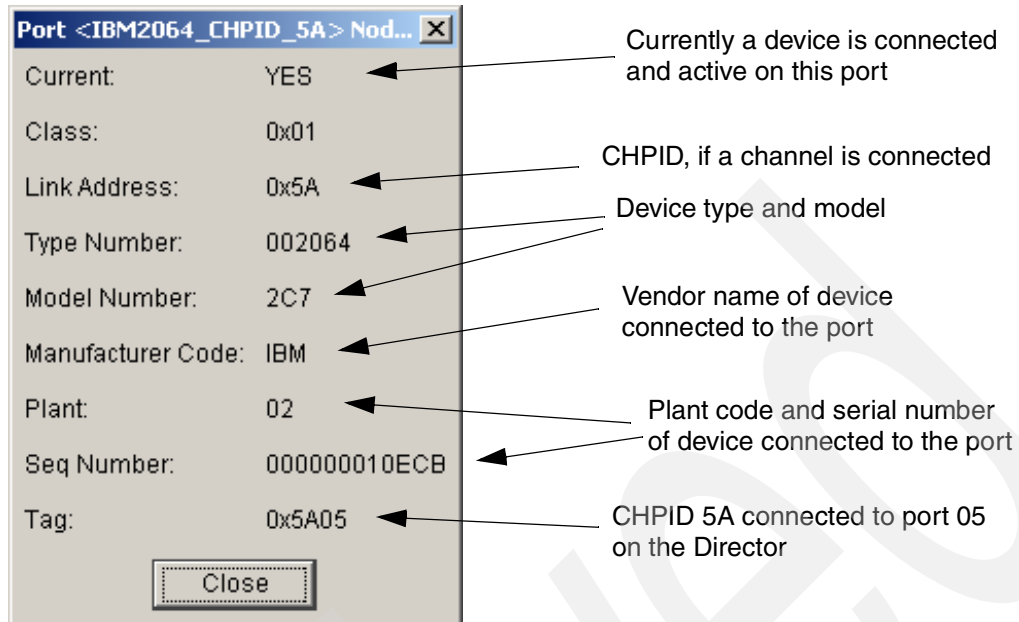 Port <IBM2064_CHPID_5A> Nod...
Current: YES
Currently a device is connected
and active on this port
Class: 0x01
Link Address: 0x5A
CHPID, if a channel is connected
Type Number: 002064
Device type and model
Model Number: 2C7
Manufacturer Code: IBM
Vendor name of device
connected to the port
Plant: 02
Plant code and serial number
of device connected to the port
Seq Number: 000000010ECB
Tag: 0x5A05
CHPID 5A connected to port 05
on the Director
Close